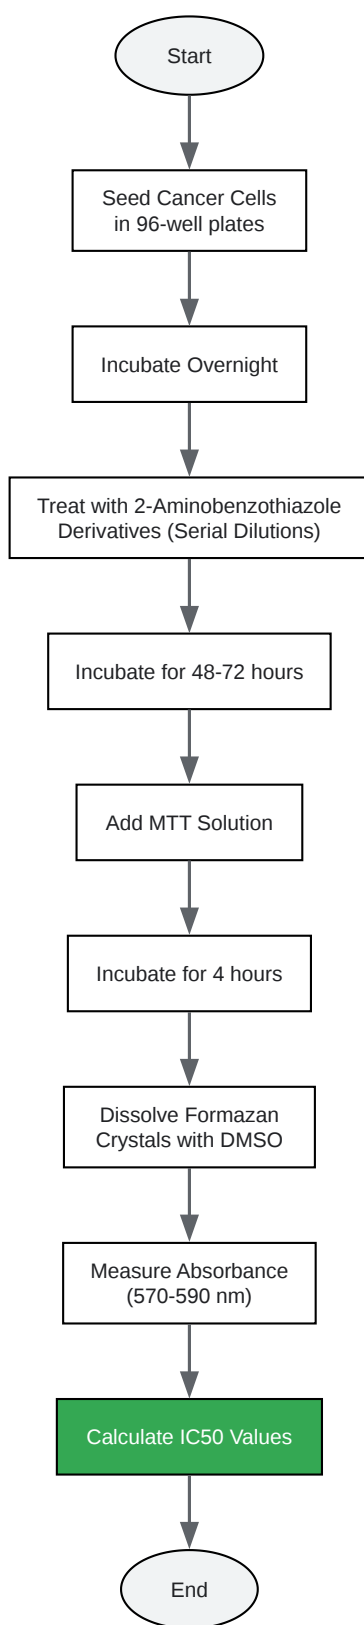 Start
Seed Cancer Cells
in 96-well plates
Incubate Overnight
Treat with 2-Aminobenzothiazole
Derivatives (Serial Dilutions)
Incubate for 48-72 hours
Add MTT Solution
Incubate for 4 hours
Dissolve Formazan
Crystals with DMSO
Measure Absorbance
(570-590 nm)
Calculate IC50 Values
End